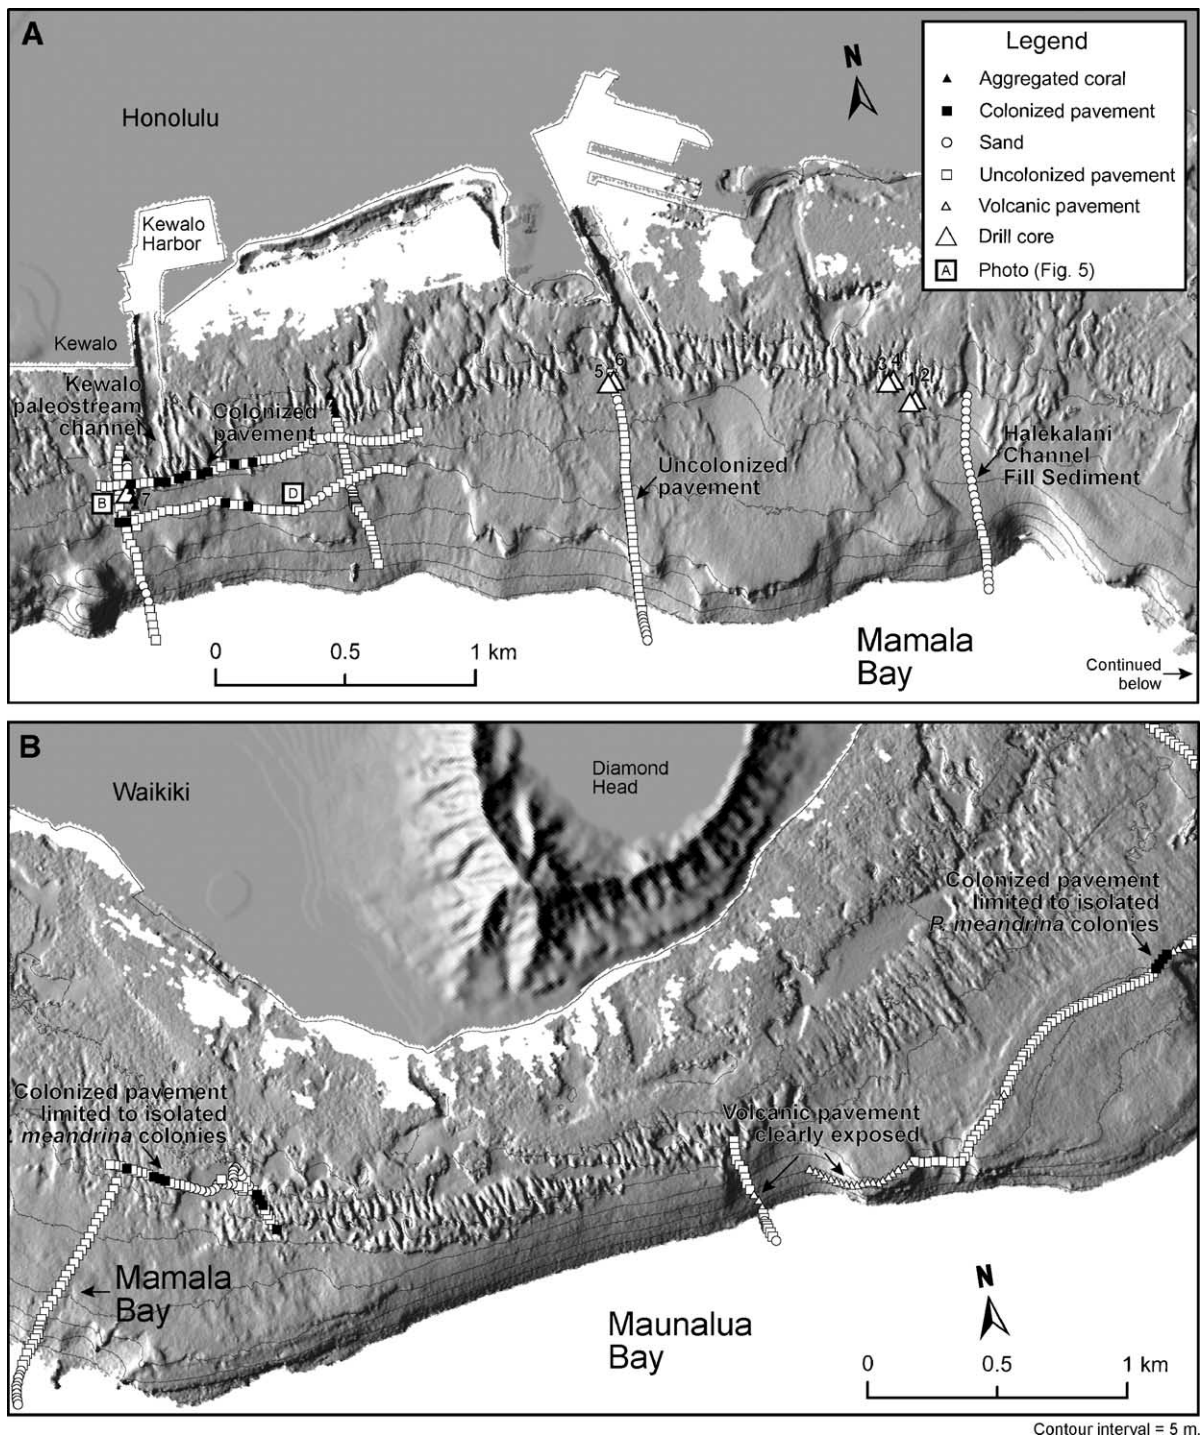 A
Honolulu
N
Legend
Aggregated coral
Colonized pavement
Sand
Uncolonized pavement
Volcanic pavement
Drill core
A Photo (Fig. 5)
Kewalo
Harbor
Kewalo
Kewalo
paleostream
channel
Colonized
pavement
5 6
3 4
1 2
Halekalani
Channel
Fill Sediment
Uncolonized
pavement
B
7
D
0 0.5 1 km
Mamala
Bay
Continued
below
B
Waikiki
Diamond
Head
Colonized pavement
limited to isolated
P. meandrina colonies
Colonized pavement
limited to isolated
. meandrina colonies
Volcanic pavement
clearly exposed
Mamala
Bay
Maunalua
Bay
N
0 0.5 1 km
Contour interval = 5 m